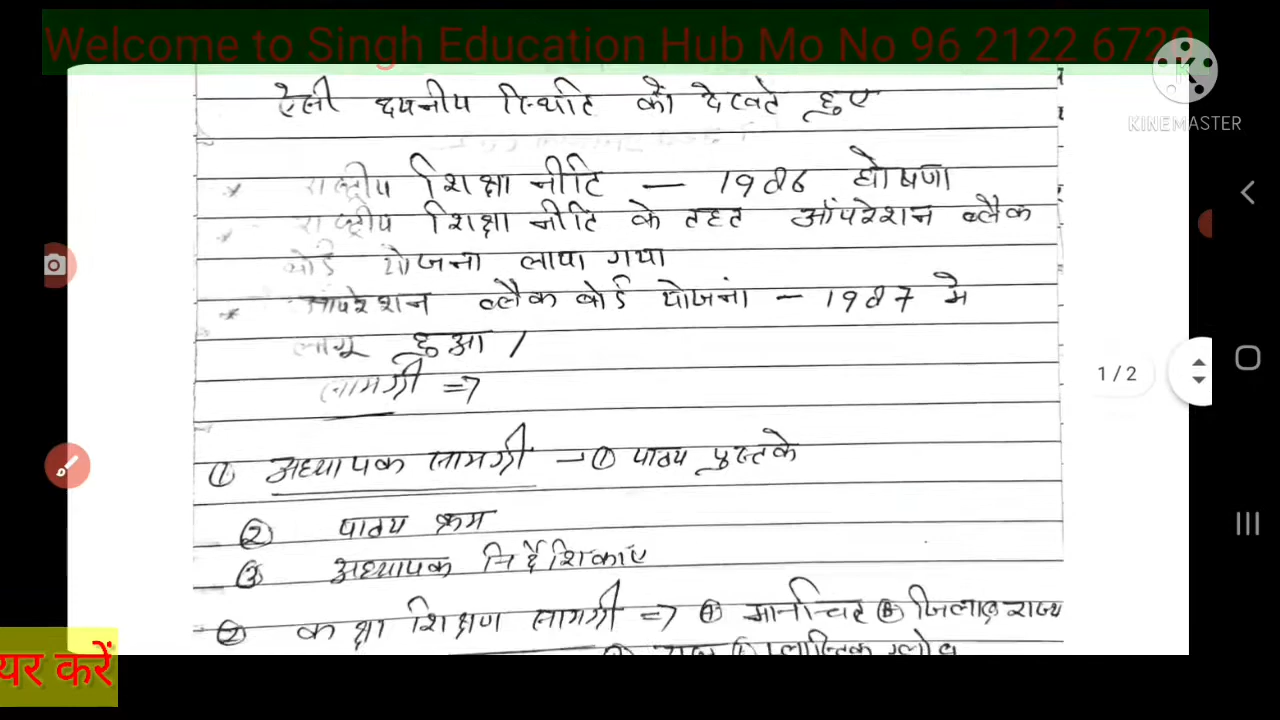 Welcome to Singh Education Hub Mo No 96 2122 6729
KINEMASTER
ऐसी दयनीय स्थिति को देखते हुए
* राष्ट्रीय शिक्षा नीति — 1986 घोषणा
* राष्ट्रीय शिक्षा नीति के तहत ऑपरेशन ब्लैक
बोर्ड योजना लाया गया
* ऑपरेशन ब्लैक बोर्ड योजनां – 1987 मे
लागू हुआ /
सामग्री =>
1/2
① अध्यापक सामग्री – ① पाठ्य पुस्तके
② पाठ्य क्रम
③ अध्यापक निर्देशिकाएं
② कक्षा शिक्षण सामग्री => Ⓐ मानचित्र Ⓑ जिला व राज्य
प्लास्तिक ग्लोब
यर करें